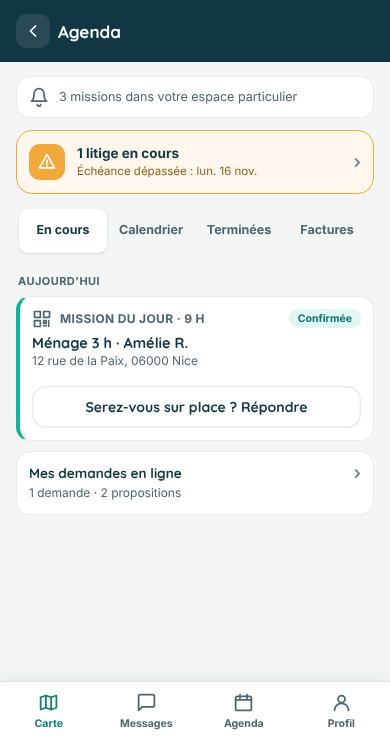 Agenda
3 missions dans votre espace particulier
1 litige en cours
Échéance dépassée : lun. 16 nov.
En cours
Calendrier
Terminées
Factures
AUJOURD'HUI
MISSION DU JOUR · 9 H
Confirmée
Ménage 3 h · Amélie R.
12 rue de la Paix, 06000 Nice
Serez-vous sur place ? Répondre
Mes demandes en ligne
1 demande · 2 propositions
Carte
Messages
Agenda
Profil